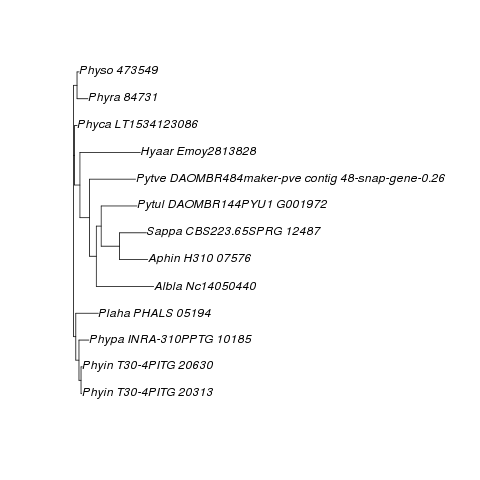 Physo 473549
Phyra 84731
Phyca LT1534123086
Hyaar Emoy2813828
Pytve DAOMBR484maker-pve contig 48-snap-gene-0.26
Pytul DAOMBR144PYU1 G001972
Sappa CBS223.65SPRG 12487
Aphin H310 07576
Albla Nc14050440
Plaha PHALS 05194
Phypa INRA-310PPTG 10185
Phyin T30-4PITG 20630
Phyin T30-4PITG 20313